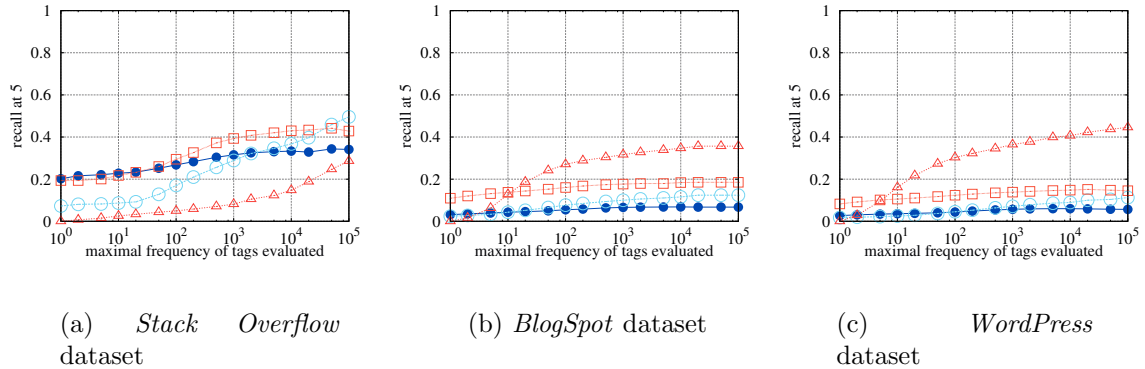 1
0.8
0.6
0.4
0.2
0
recall at 5
10^0 10^1 10^2 10^3 10^4 10^5
maximal frequency of tags evaluated
(a) Stack Overflow
dataset
1
0.8
0.6
0.4
0.2
0
recall at 5
10^0 10^1 10^2 10^3 10^4 10^5
maximal frequency of tags evaluated
(b) BlogSpot dataset
1
0.8
0.6
0.4
0.2
0
recall at 5
10^0 10^1 10^2 10^3 10^4 10^5
maximal frequency of tags evaluated
(c) WordPress
dataset